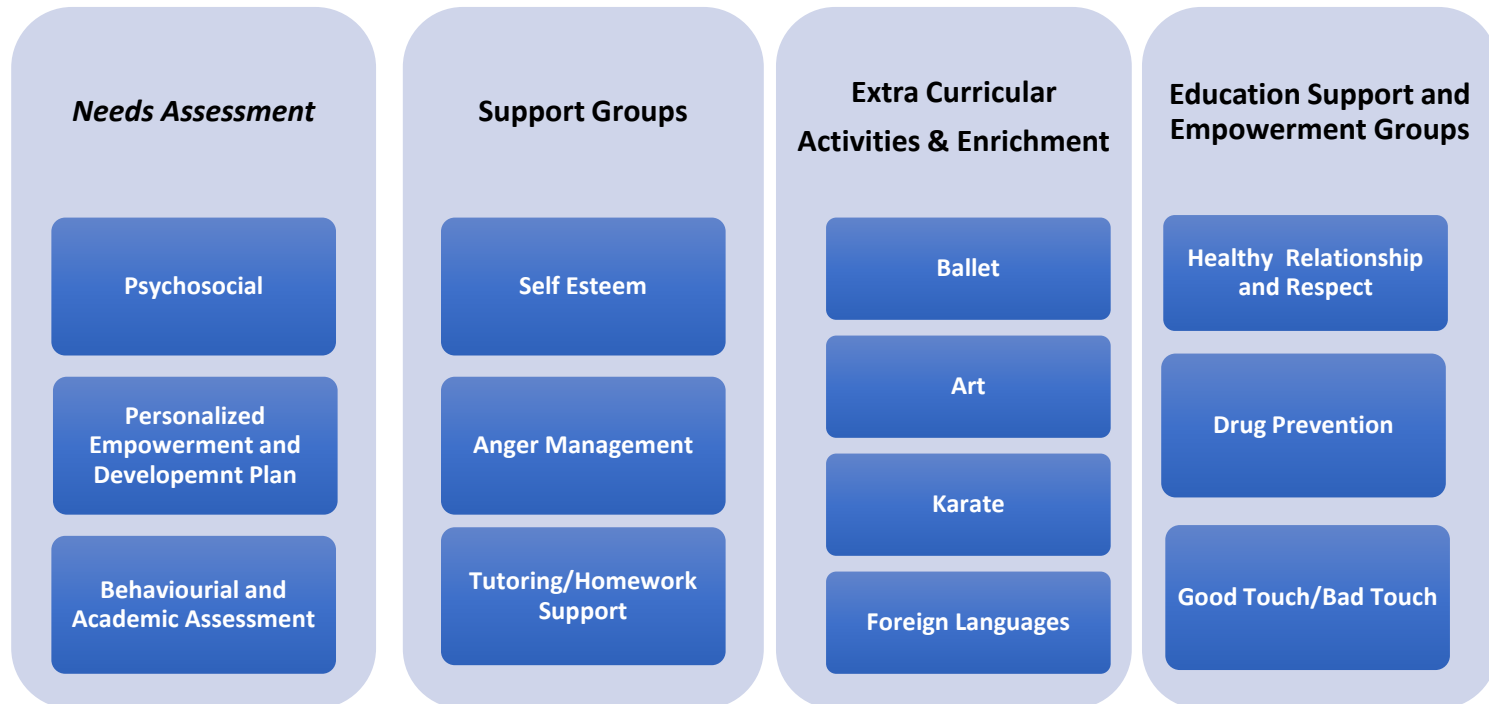 Needs Assessment
Psychosocial
Personalized
Empowerment and
Developemnt Plan
Behaviourial and
Academic Assessment
Support Groups
Self Esteem
Anger Management
Tutoring/Homework
Support
Extra Curricular
Activities & Enrichment
Ballet
Art
Karate
Foreign Languages
Education Support and
Empowerment Groups
Healthy Relationship
and Respect
Drug Prevention
Good Touch/Bad Touch